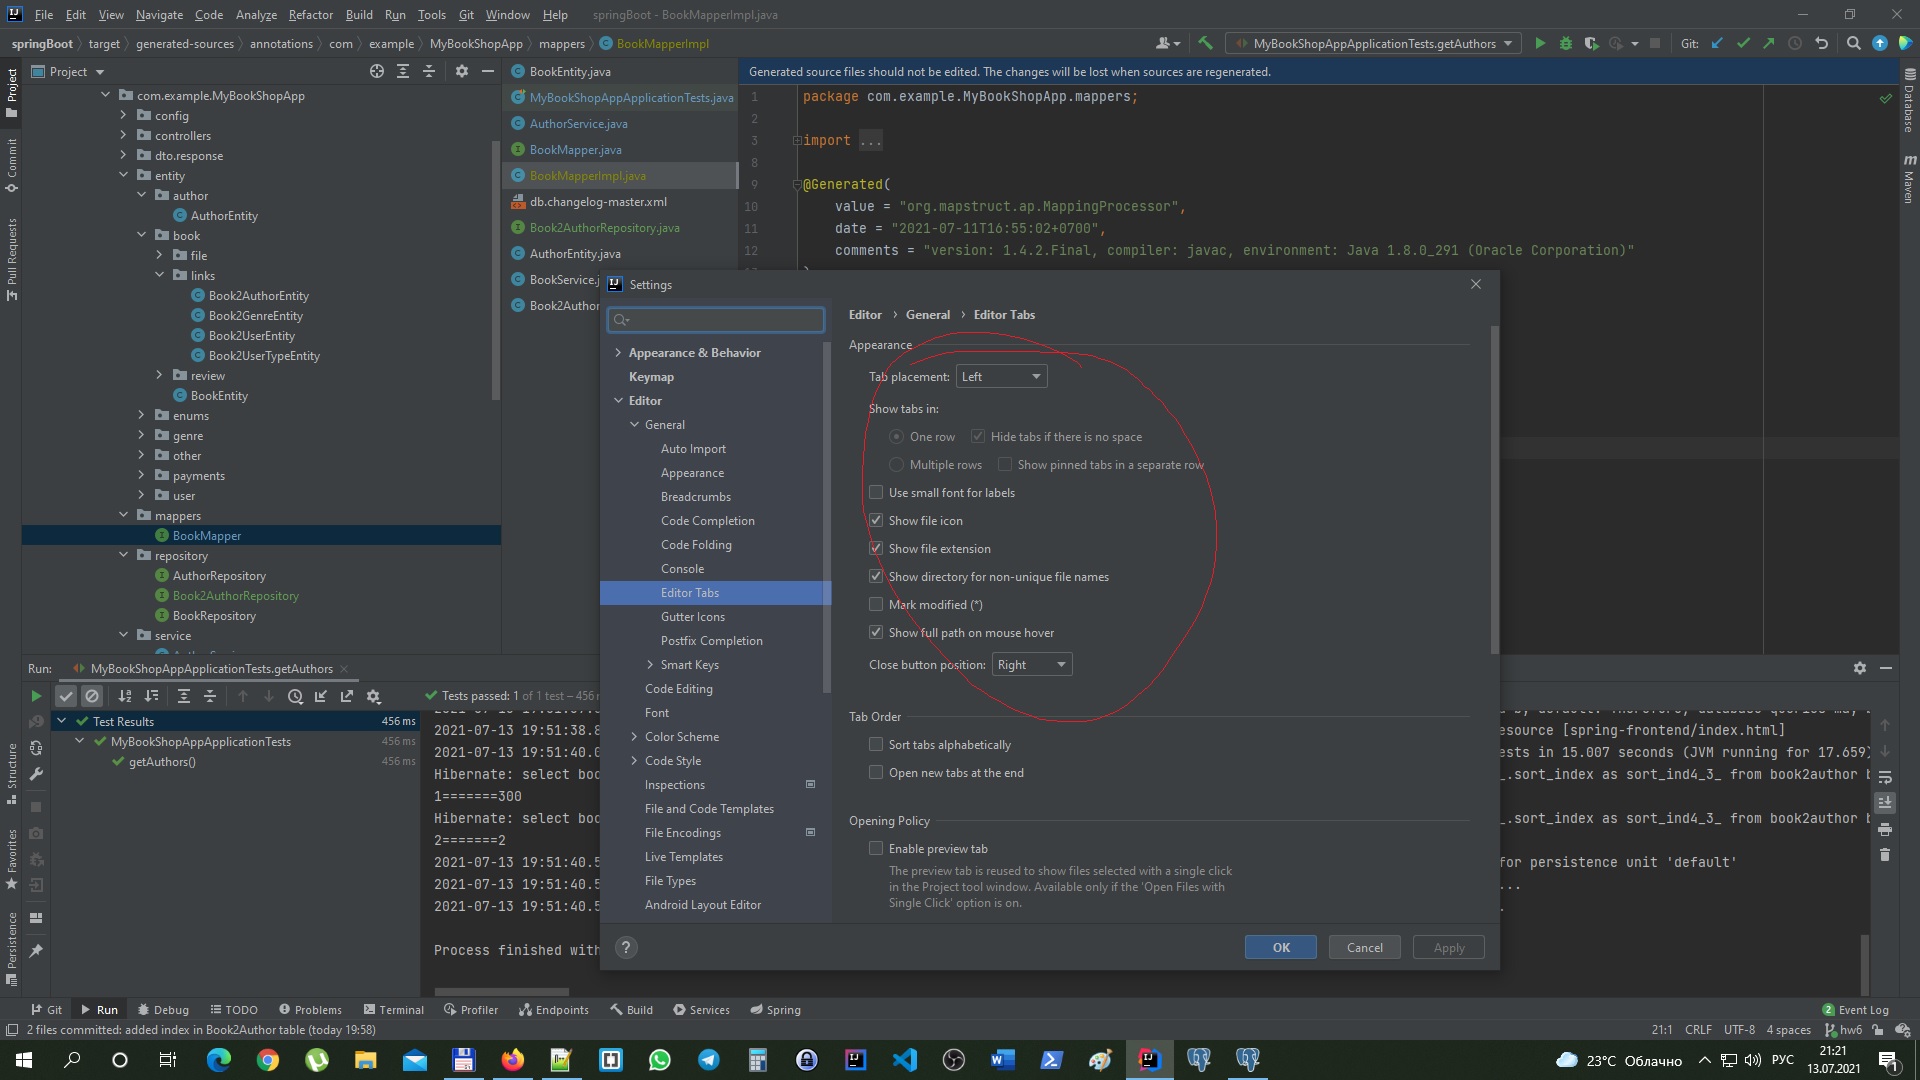 File Edit View Navigate Code Analyze Refactor Build Run Tools Git Window Help springBoot - BookMapperImpl.java
springBoot target generated-sources annotations com example MyBookShopApp mappers BookMapperImpl
MyBookShopAppApplicationTests.getAuthors
Git:
Project
Commit
Pull Requests
Structure
Favorites
Persistence
Project
com.example.MyBookShopApp
config
controllers
dto.response
entity
author
AuthorEntity
book
file
links
Book2AuthorEntity
Book2GenreEntity
Book2UserEntity
Book2UserTypeEntity
review
BookEntity
enums
genre
other
payments
user
mappers
BookMapper
repository
AuthorRepository
Book2AuthorRepository
BookRepository
service
BookEntity.java
MyBookShopAppApplicationTests.java
AuthorService.java
BookMapper.java
BookMapperImpl.java
db.changelog-master.xml
Book2AuthorRepository.java
AuthorEntity.java
BookService.j
Book2Author
Generated source files should not be edited. The changes will be lost when sources are regenerated.
1 package com.example.MyBookShopApp.mappers;
2
3 import ...
8
9 @Generated(
10 value = "org.mapstruct.ap.MappingProcessor",
11 date = "2021-07-11T16:55:02+0700",
12 comments = "version: 1.4.2.Final, compiler: javac, environment: Java 1.8.0_291 (Oracle Corporation)"
Database
Maven
Settings
Appearance & Behavior
Keymap
Editor
General
Auto Import
Appearance
Breadcrumbs
Code Completion
Code Folding
Console
Editor Tabs
Gutter Icons
Postfix Completion
Smart Keys
Code Editing
Font
Color Scheme
Code Style
Inspections
File and Code Templates
File Encodings
Live Templates
File Types
Android Layout Editor
Editor › General › Editor Tabs
Appearance
Tab placement: Left
Show tabs in:
One row Hide tabs if there is no space
Multiple rows Show pinned tabs in a separate row
Use small font for labels
Show file icon
Show file extension
Show directory for non-unique file names
Mark modified (*)
Show full path on mouse hover
Close button position: Right
Tab Order
Sort tabs alphabetically
Open new tabs at the end
Opening Policy
Enable preview tab
The preview tab is reused to show files selected with a single click
in the Project tool window. Available only if the 'Open Files with
Single Click' option is on.
? OK Cancel Apply
Run: MyBookShopAppApplicationTests.getAuthors
Tests passed: 1 of 1 test – 456
Test Results 456 ms
MyBookShopAppApplicationTests 456 ms
getAuthors() 456 ms
2021-07-13 19:51:38.8
esource [spring-frontend/index.html]
2021-07-13 19:51:40.0
sts in 15.007 seconds (JVM running for 17.659)
Hibernate: select boo
_.sort_index as sort_ind4_3_ from book2author b
1=======300
Hibernate: select boo
_.sort_index as sort_ind4_3_ from book2author b
2=======2
2021-07-13 19:51:40.5
for persistence unit 'default'
2021-07-13 19:51:40.5
...
2021-07-13 19:51:40.5
.
Process finished with
Git Run Debug TODO Problems Terminal Profiler Endpoints Build Services Spring 2 Event Log
2 files committed: added index in Book2Author table (today 19:58) 21:1 CRLF UTF-8 4 spaces hw6
23°C Облачно РУС 21:21
13.07.2021 1